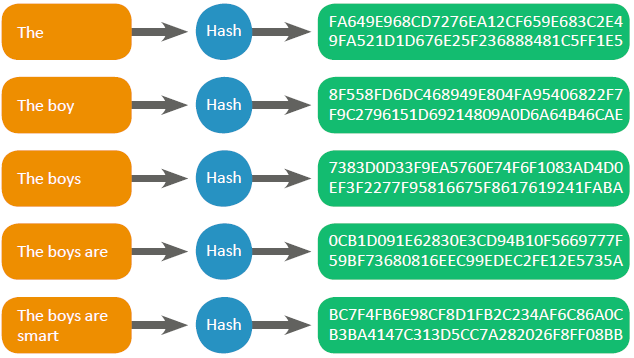 The
Hash
FA649E968CD7276EA12CF659E683C2E4
9FA521D1D676E25F236888481C5FF1E5
The boy
Hash
8F558FD6DC468949E804FA95406822F7
F9C2796151D69214809A0D6A64B46CAE
The boys
Hash
7383D0D33F9EA5760E74F6F1083AD4D0
EF3F2277F95816675F8617619241FABA
The boys are
Hash
0CB1D091E62830E3CD94B10F5669777F
59BF73680816EEC99EDEC2FE12E5735A
The boys are
smart
Hash
BC7F4FB6E98CF8D1FB2C234AF6C86A0C
B3BA4147C313D5CC7A282026F8FF08BB